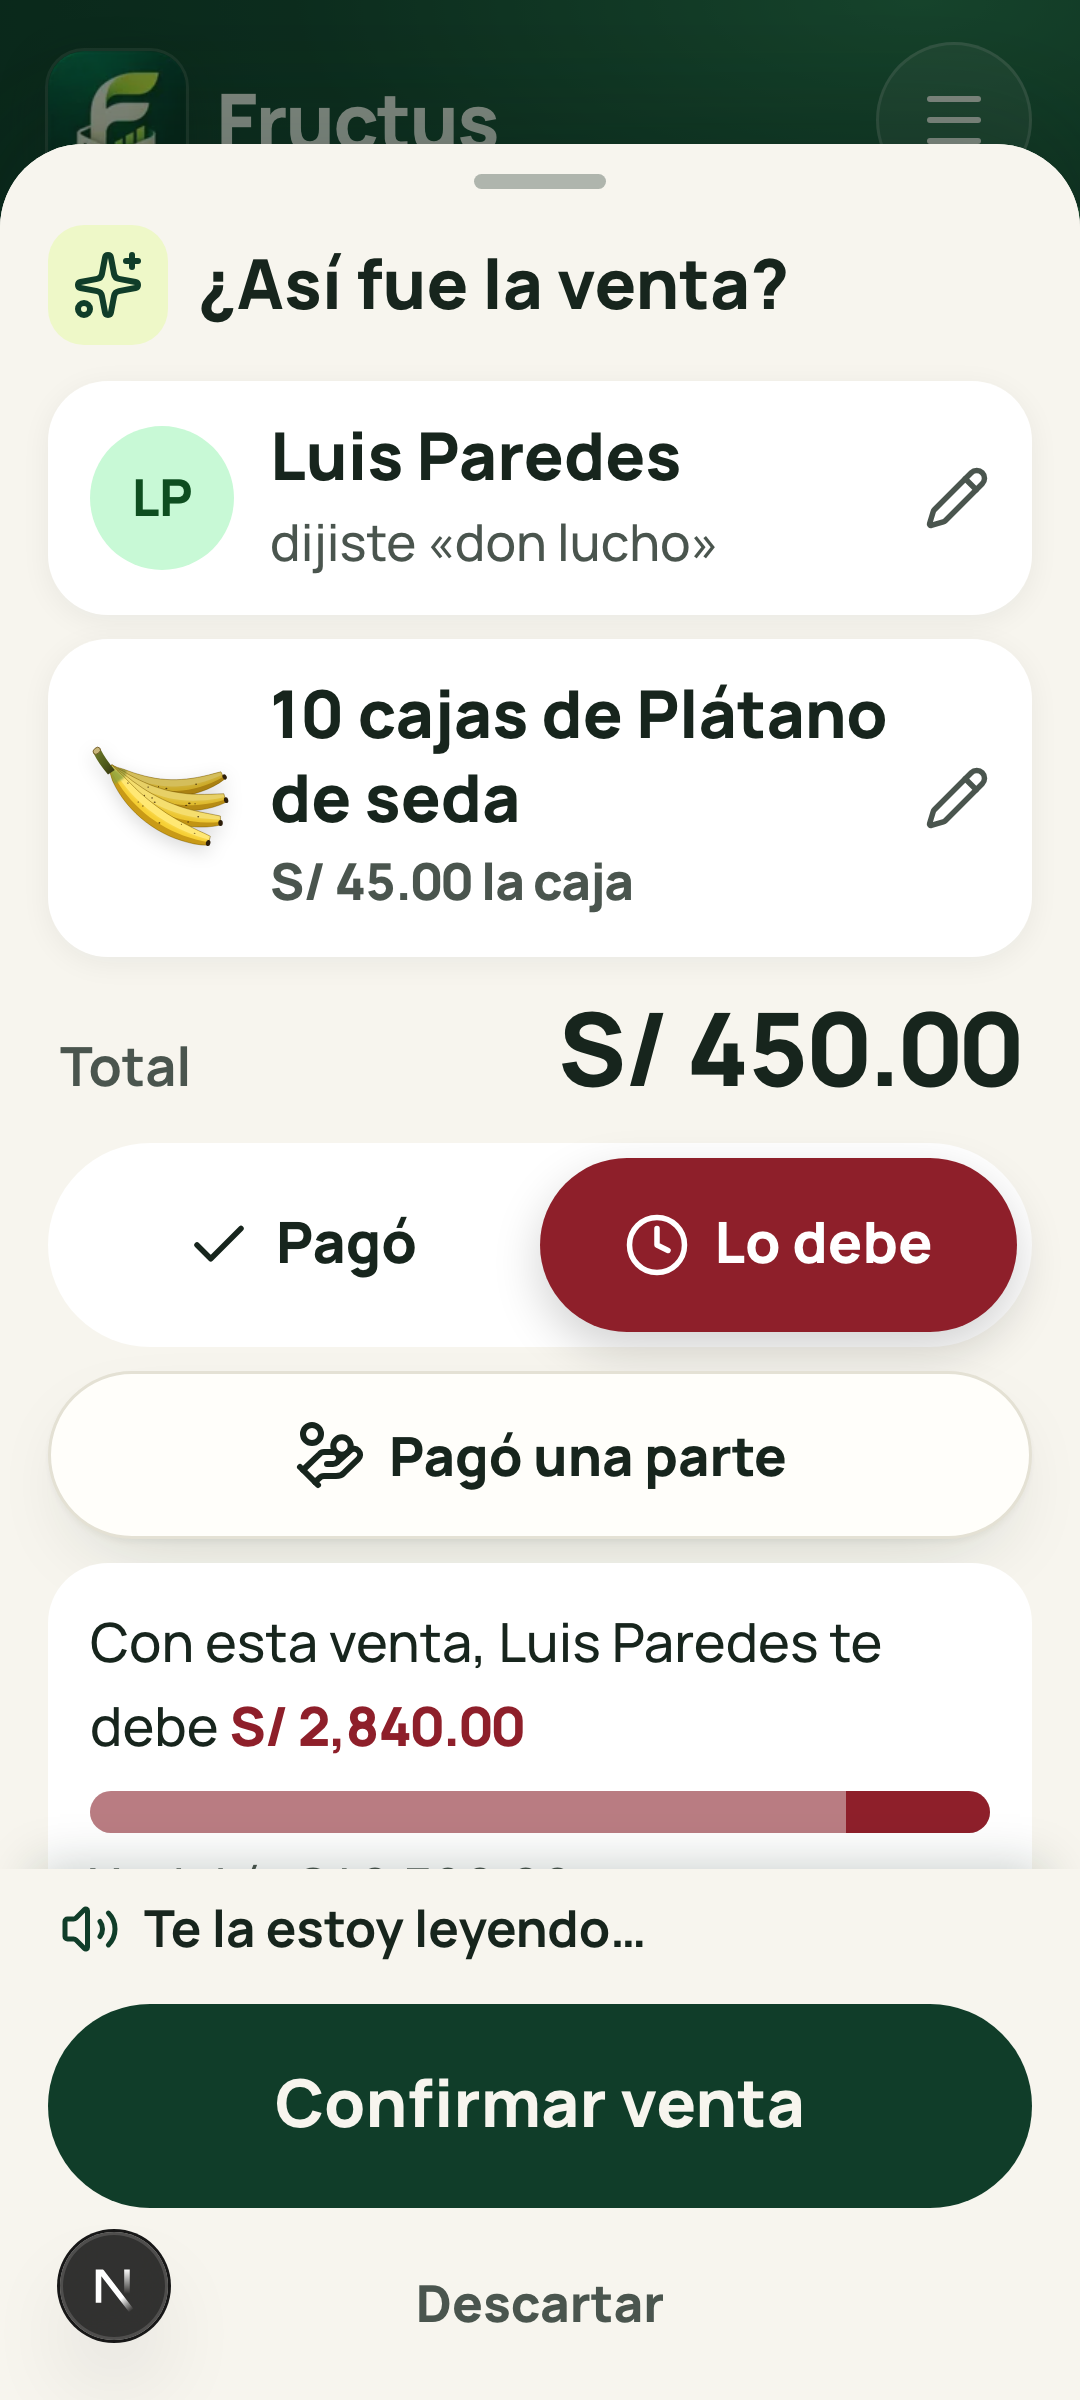 Fructus
¿Así fue la venta?
LP
Luis Paredes
dijiste «don lucho»
10 cajas de Plátano
de seda
S/ 45.00 la caja
Total
S/ 450.00
Pagó
Lo debe
Pagó una parte
Con esta venta, Luis Paredes te
debe S/ 2,840.00
Te la estoy leyendo...
Confirmar venta
N
Descartar